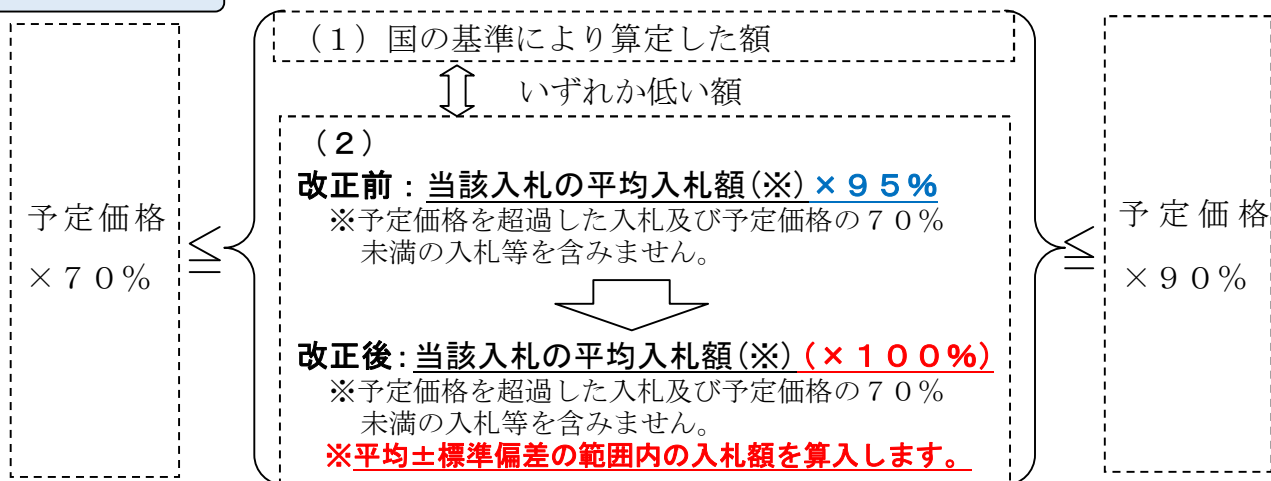 （１）国の基準により算定した額
いずれか低い額
予定価格
×７０％
≦
（２）
改正前：当該入札の平均入札額(※)×９５%
※予定価格を超過した入札及び予定価格の７０％
未満の入札等を含みません。
改正後：当該入札の平均入札額(※)(×１００%)
※予定価格を超過した入札及び予定価格の７０％
未満の入札等を含みません。
※平均±標準偏差の範囲内の入札額を算入します。
≦
予定価格
×９０％